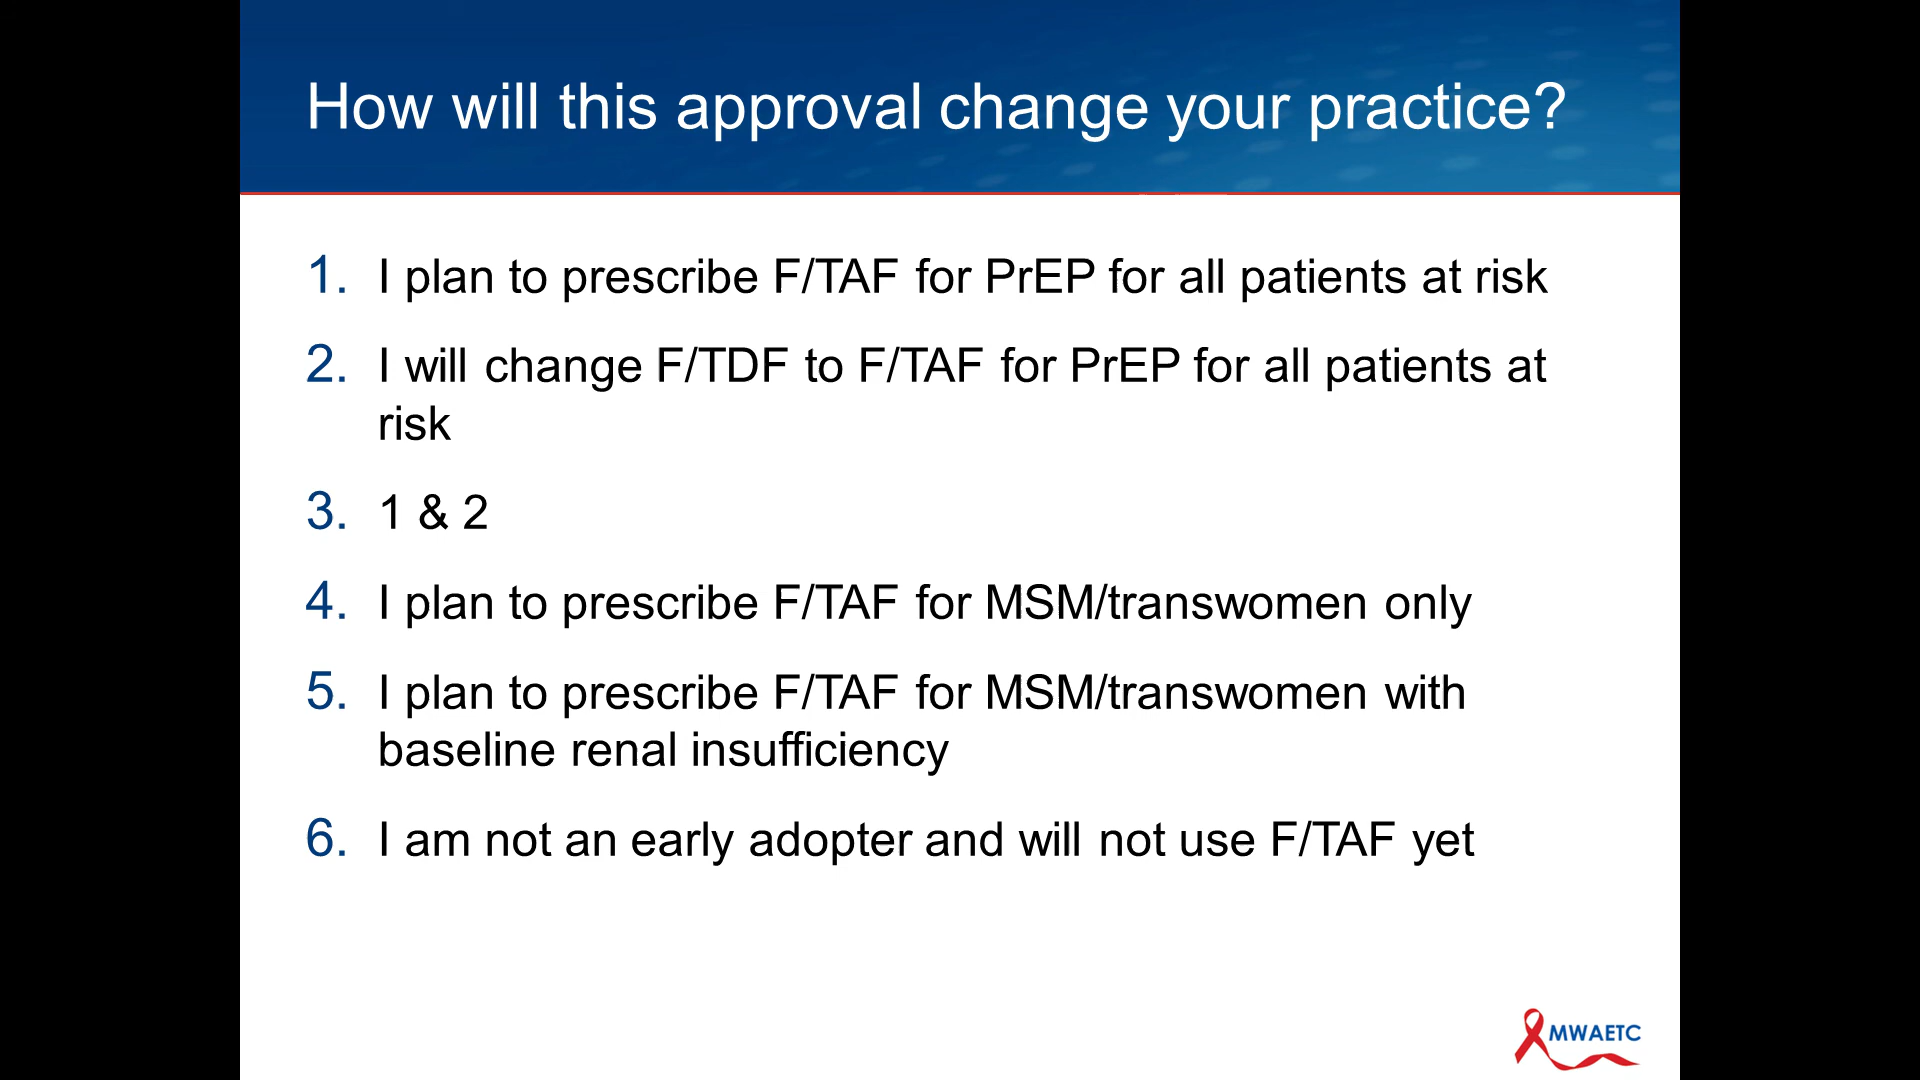 How will this approval change your practice?
1. I plan to prescribe F/TAF for PrEP for all patients at risk
2. I will change F/TDF to F/TAF for PrEP for all patients at
risk
3. 1 & 2
4. I plan to prescribe F/TAF for MSM/transwomen only
5. I plan to prescribe F/TAF for MSM/transwomen with
baseline renal insufficiency
6. I am not an early adopter and will not use F/TAF yet
MWAETC